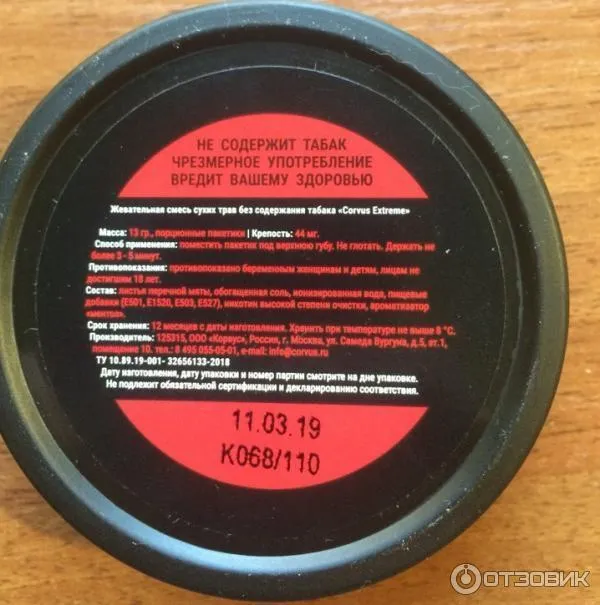 НЕ СОДЕРЖИТ ТАБАК
ЧРЕЗМЕРНОЕ УПОТРЕБЛЕНИЕ
ВРЕДИТ ВАШЕМУ ЗДОРОВЬЮ
Жевательная смесь сухих трав без содержания табака «Corvus Extreme»
Масса: 13 гр., порционные пакетики | Крепость: 44 мг.
Способ применения: поместить пакетик под верхнюю губу. Не глотать. Держать не
более 3 - 5 минут.
Противопоказания: противопоказано беременным женщинам и детям, лицам не
достигшим 18 лет.
Состав: листья перечной мяты, обогащенная соль, ионизированная вода, пищевые
добавки (E501, E1520, E503, E527), никотин высокой степени очистки, ароматизатор
«ментол».
Срок хранения: 12 месяцев с даты изготовления. Хранить при температуре не выше 8 °C.
Производитель: 125315, ООО «Корвус», Россия, г. Москва, ул. Самеда Вургуна, д.5, эт.1,
помещение 10. тел.: 8 495 055-05-01, e-mail: info@corvus.ru
ТУ 10.89.19-001- 32656133-2018
Дату изготовления, дату упаковки и номер партии смотрите на дне упаковке.
Не подлежит обязательной сертификации и декларированию соответствия.
11.03.19
К068/110
ОТЗОВИК